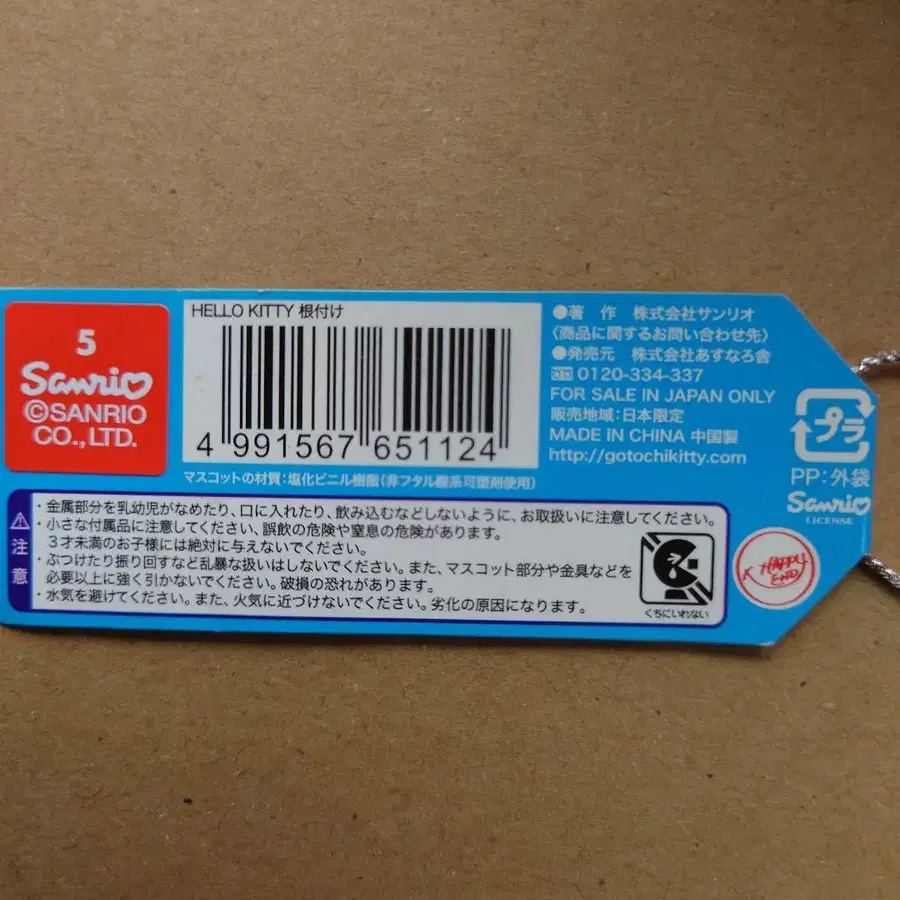 5
Sanrio
©SANRIO
CO.,LTD.
HELLO KITTY 根付け
4 991567 651124
マスコットの材質:塩化ビニル樹脂(非フタル酸系可塑剤使用)
●著 作 株式会社サンリオ
〈商品に関するお問い合わせ先〉
●発売元 株式会社あすなろ舎
0120-334-337
FOR SALE IN JAPAN ONLY
販売地域:日本限定
MADE IN CHINA 中国製
http://gotochikitty.com
プラ
PP:外袋
Sanrio
LICENSE
注意
・金属部分を乳幼児がなめたり、口に入れたり、飲み込むなどしないように、お取扱いに注意してください。
・小さな付属品に注意してください、誤飲の危険や窒息の危険があります。
3才未満のお子様には絶対に与えないでください。
・ぶつけたり振り回すなど乱暴な扱いはしないでください。また、マスコット部分や金具などを
必要以上に強く引かないでください。破損の恐れがあります。
・水気を避けてください。また、火気に近づけないでください。劣化の原因になります。
くちにいれない
HAPPY
END